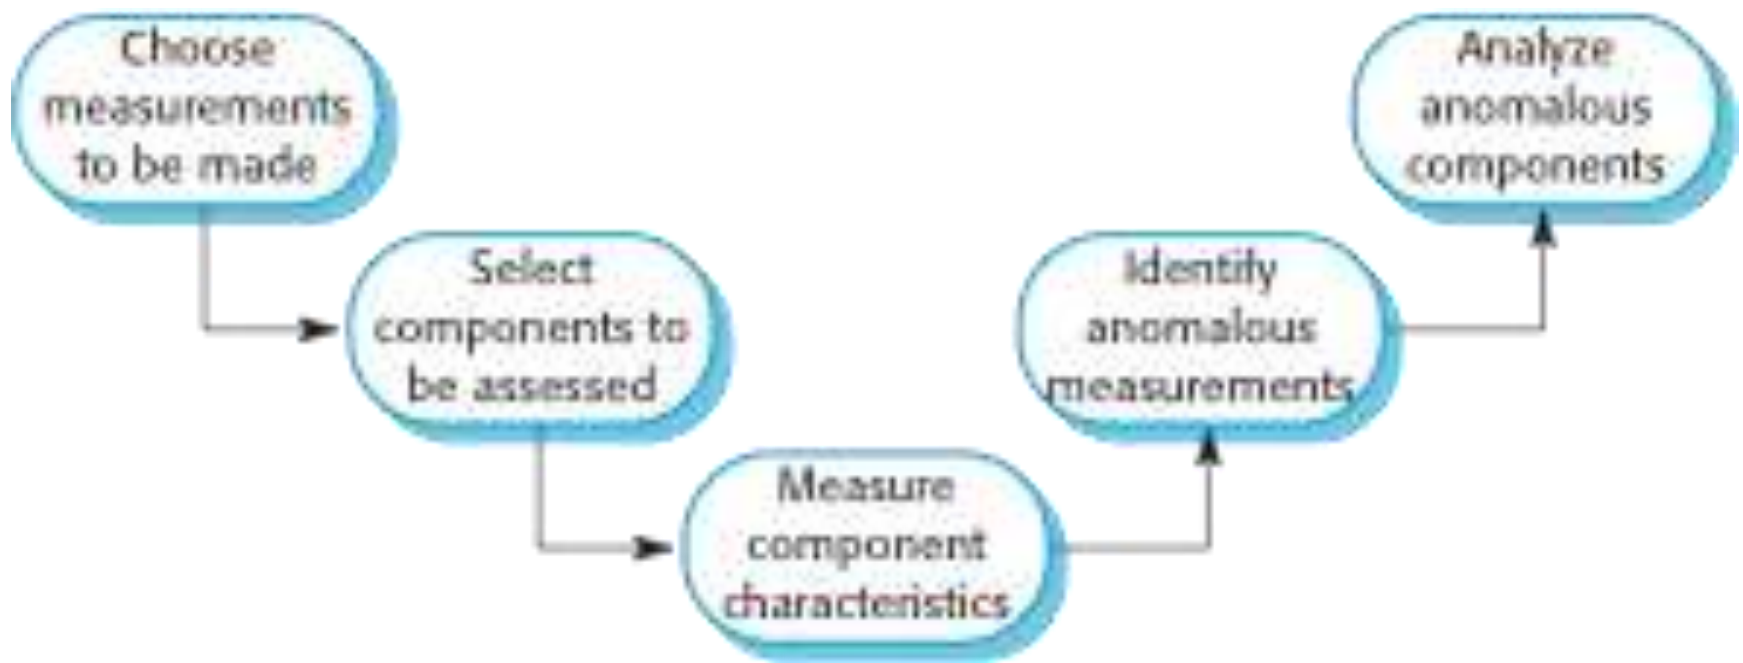 Choose
measurements
to be made
Select
components to
be assessed
Measure
component
characteristics
Identify
anomalous
measurements
Analyze
anomalous
components